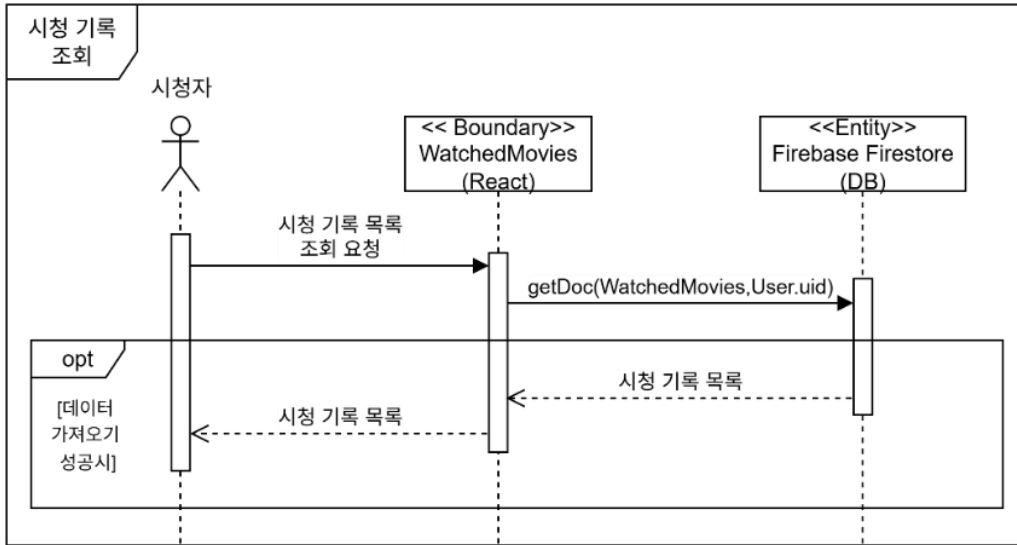 시청 기록
조회
시청자
<< Boundary>>
WatchedMovies
(React)
<<Entity>>
Firebase Firestore
(DB)
시청 기록 목록
조회 요청
getDoc(WatchedMovies,User.uid)
opt
[데이터
가져오기
성공시]
시청 기록 목록
시청 기록 목록